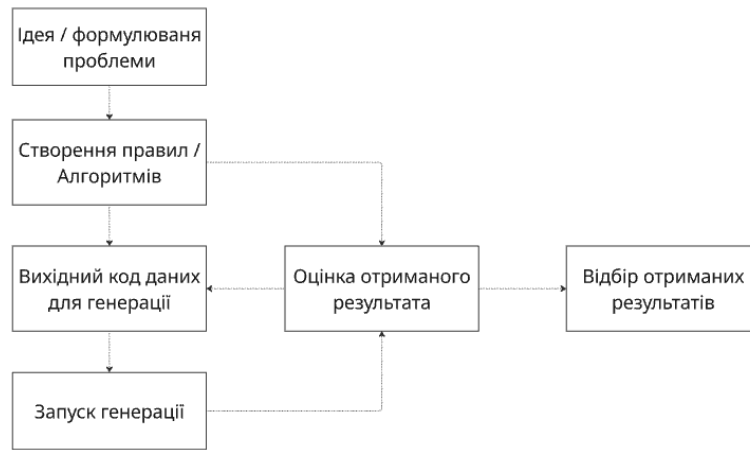 Ідея / формулюваня
проблеми
Створення правил /
Алгоритмів
Вихідний код даних
для генерації
Оцінка отриманого
результата
Відбір отриманих
результатів
Запуск генерації